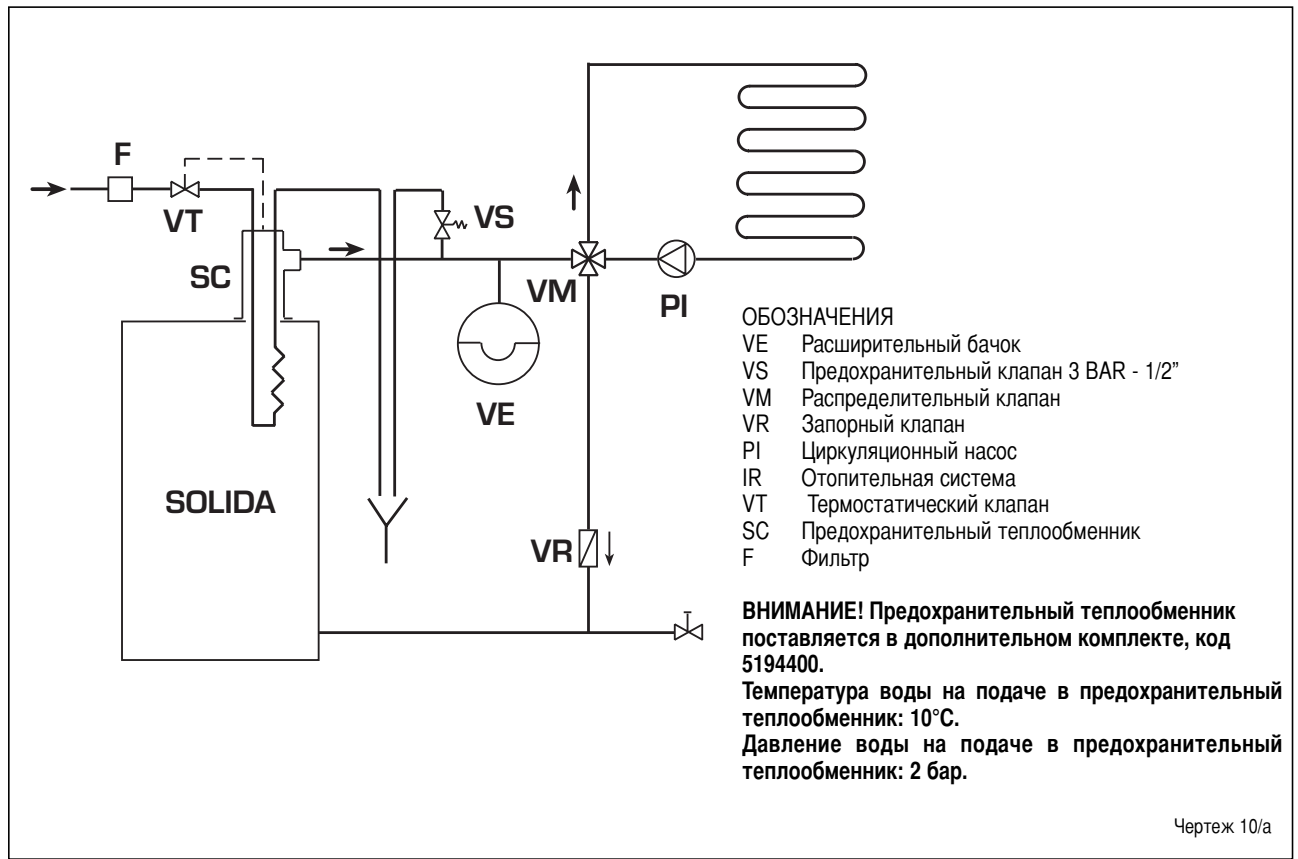 F
VT
VS
SC
VM
PI
VE
SOLIDA
VR
ОБОЗНАЧЕНИЯ
VE Расширительный бачок
VS Предохранительный клапан 3 BAR - 1/2”
VM Распределительный клапан
VR Запорный клапан
PI Циркуляционный насос
IR Отопительная система
VT Термостатический клапан
SC Предохранительный теплообменник
F Фильтр
ВНИМАНИЕ! Предохранительный теплообменник
поставляется в дополнительном комплекте, код
5194400.
Температура воды на подаче в предохранительный
теплообменник: 10°C.
Давление воды на подаче в предохранительный
теплообменник: 2 бар.
Чертеж 10/a